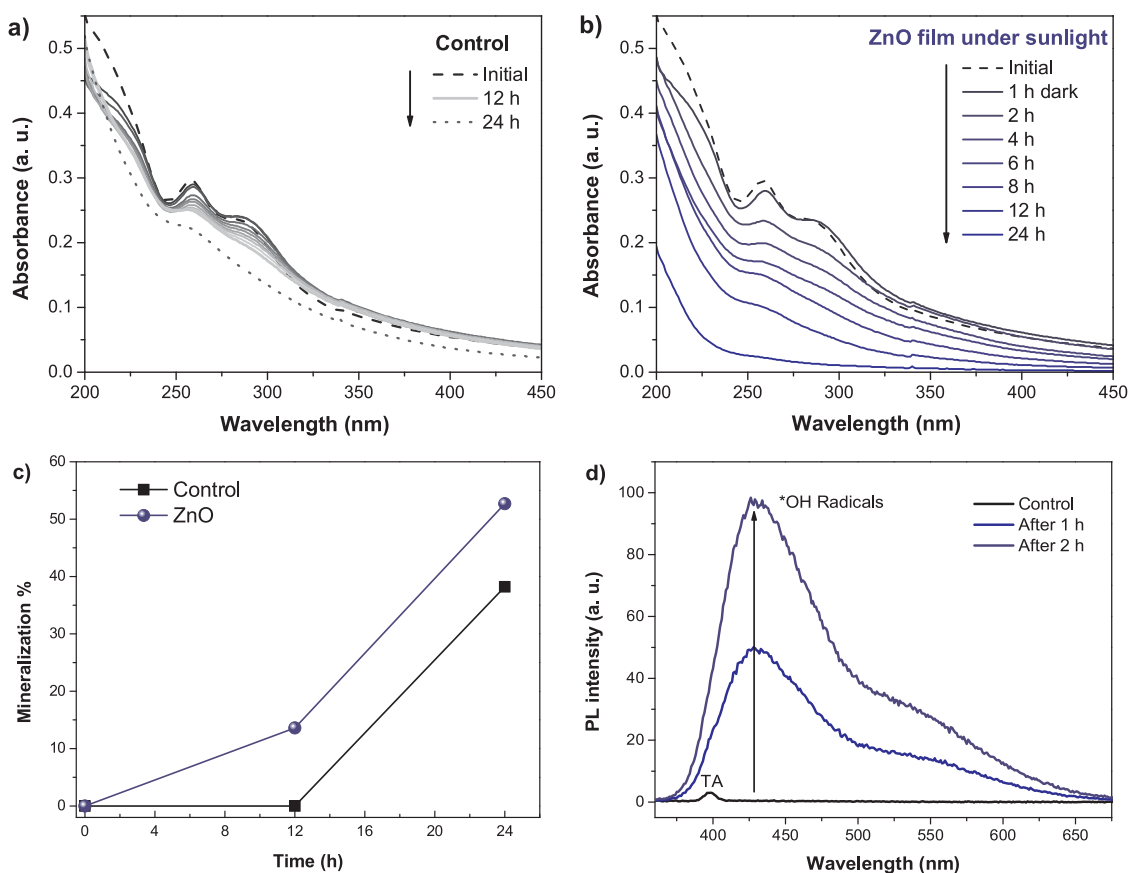 a)
Control
Initial
12 h
24 h
Absorbance (a. u.)
0.5
0.4
0.3
0.2
0.1
0.0
200 250 300 350 400 450
Wavelength (nm)
b)
ZnO film under sunlight
Initial
1 h dark
2 h
4 h
6 h
8 h
12 h
24 h
Absorbance (a. u.)
0.5
0.4
0.3
0.2
0.1
0.0
200 250 300 350 400 450
Wavelength (nm)
c)
Control
ZnO
Mineralization %
60
50
40
30
20
10
0
0 4 8 12 16 20 24
Time (h)
d)
*OH Radicals
Control
After 1 h
After 2 h
TA
PL intensity (a. u.)
100
80
60
40
20
0
400 450 500 550 600 650
Wavelength (nm)